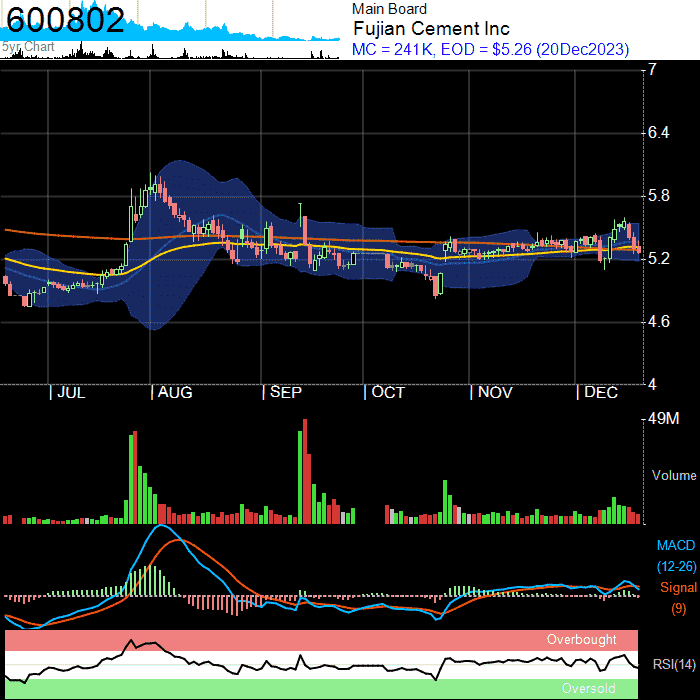 600802
5yr Chart
Main Board
Fujian Cement Inc
MC = 241K, EOD = $5.26 (20Dec2023)
7
6.4
5.8
5.2
4.6
4
| JUL | AUG | SEP | OCT | NOV | DEC
49M
Volume
MACD
(12-26)
Signal
(9)
Overbought
RSI(14)
Oversold